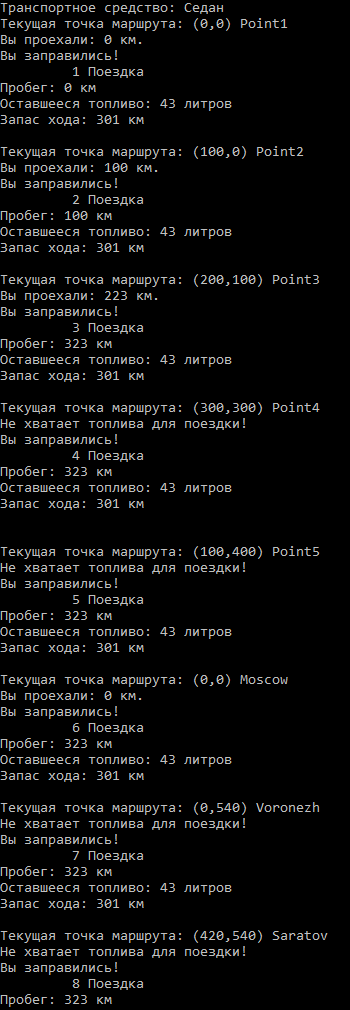 Транспортное средство: Седан
Текущая точка маршрута: (0,0) Point1
Вы проехали: 0 км.
1 Поездка
Пробег: 0 км
Оставшееся топливо: 43 литров
Запас хода: 301 км
Текущая точка маршрута: (100,0) Point2
Вы проехали: 100 км.
Вы заправились!
2 Поездка
Пробег: 100 км
Оставшееся топливо: 43 литров
Запас хода: 301 км
Текущая точка маршрута: (200,100) Point3
Вы проехали: 223 км.
Вы заправились!
3 Поездка
Пробег: 323 км
Оставшееся топливо: 43 литров
Запас хода: 301 км
Текущая точка маршрута: (300,300) Point4
Не хватает топлива для поездки!
Вы заправились!
4 Поездка
Пробег: 323 км
Оставшееся топливо: 43 литров
Запас хода: 301 км
Текущая точка маршрута: (100,400) Point5
Не хватает топлива для поездки!
Вы заправились!
5 Поездка
Пробег: 323 км
Оставшееся топливо: 43 литров
Запас хода: 301 км
Текущая точка маршрута: (0,0) Moscow
Вы проехали: 0 км.
Вы заправились!
6 Поездка
Пробег: 323 км
Оставшееся топливо: 43 литров
Запас хода: 301 км
Текущая точка маршрута: (0,540) Voronezh
Не хватает топлива для поездки!
Вы заправились!
7 Поездка
Пробег: 323 км
Оставшееся топливо: 43 литров
Запас хода: 301 км
Текущая точка маршрута: (420,540) Saratov
Не хватает топлива для поездки!
Вы заправились!
8 Поездка
Пробег: 323 км